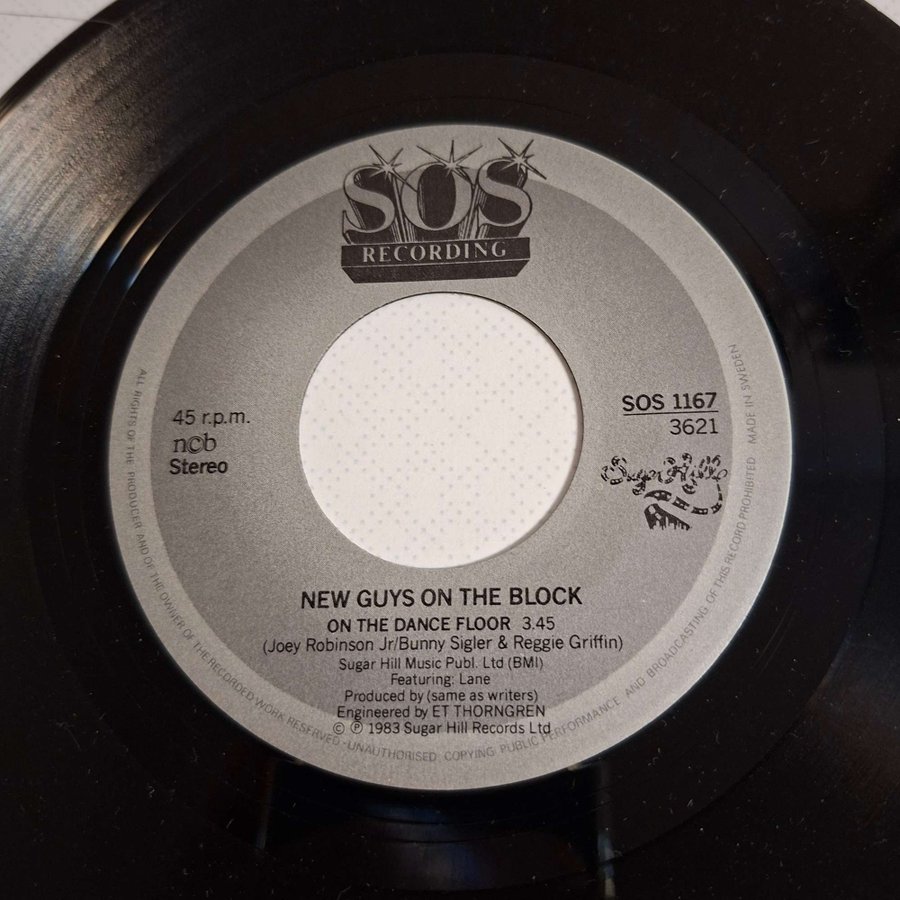 SOS
RECORDING
45 r.p.m.
n©b
Stereo
SOS 1167
3621
Sugar Hill
NEW GUYS ON THE BLOCK
ON THE DANCE FLOOR 3.45
(Joey Robinson Jr/Bunny Sigler & Reggie Griffin)
Sugar Hill Music Publ. Ltd (BMI)
Featuring: Lane
Produced by (same as writers)
Engineered by ET THORNGREN
© ℗ 1983 Sugar Hill Records Ltd
ALL RIGHTS OF THE PRODUCER AND OF THE OWNER OF THE RECORDED WORK RESERVED · UNAUTHORISED COPYING PUBLIC PERFORMANCE AND BROADCASTING OF THIS RECORD PROHIBITED MADE IN SWEDEN